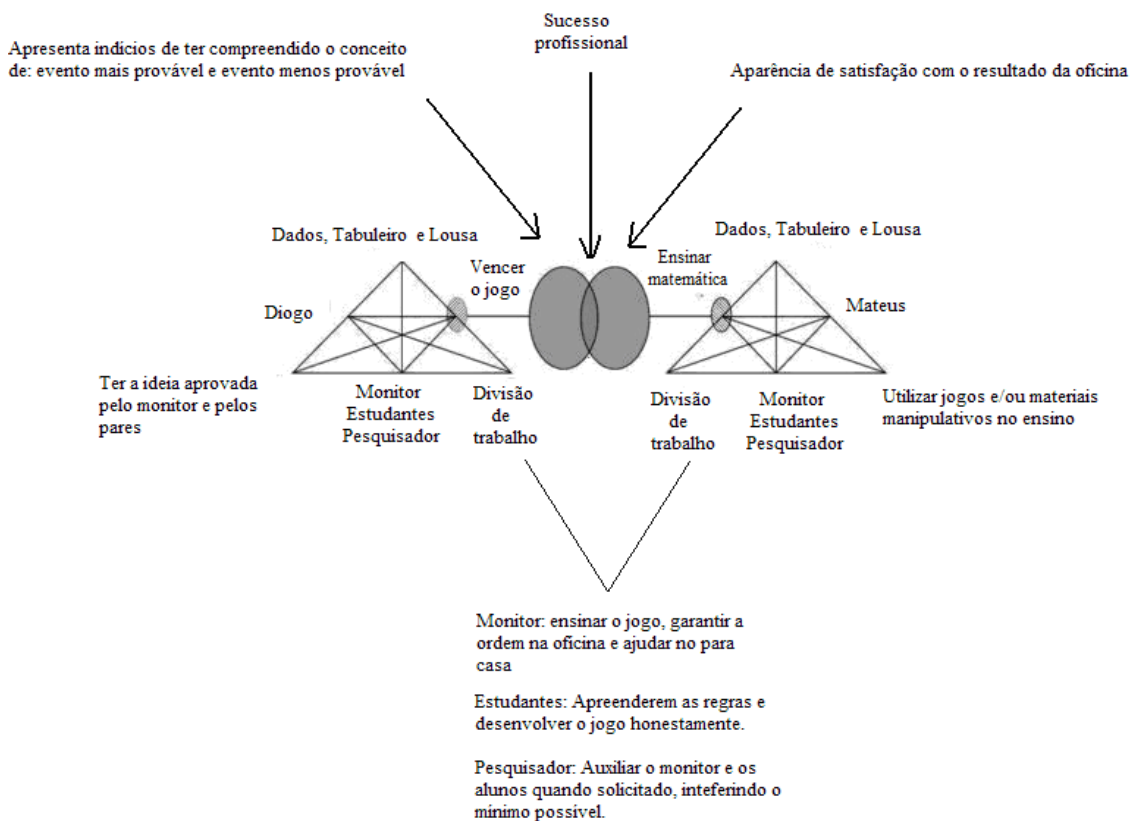 Sucesso
profissional
Apresenta indícios de ter compreendido o conceito
de: evento mais provável e evento menos provável
Aparência de satisfação com o resultado da oficina
Dados, Tabuleiro e Lousa
Vencer
o jogo
Diogo
Ter a ideia aprovada
pelo monitor e pelos
pares
Monitor
Estudantes
Pesquisador
Divisão
de
trabalho
Dados, Tabuleiro e Lousa
Ensinar
matemática
Mateus
Divisão
de
trabalho
Monitor
Estudantes
Pesquisador
Utilizar jogos e/ou materiais
manipulativos no ensino
Monitor: ensinar o jogo, garantir a
ordem na oficina e ajudar no para
casa
Estudantes: Apreenderem as regras e
desenvolver o jogo honestamente.
Pesquisador: Auxiliar o monitor e os
alunos quando solicitado, inteferindo o
mínimo possível.